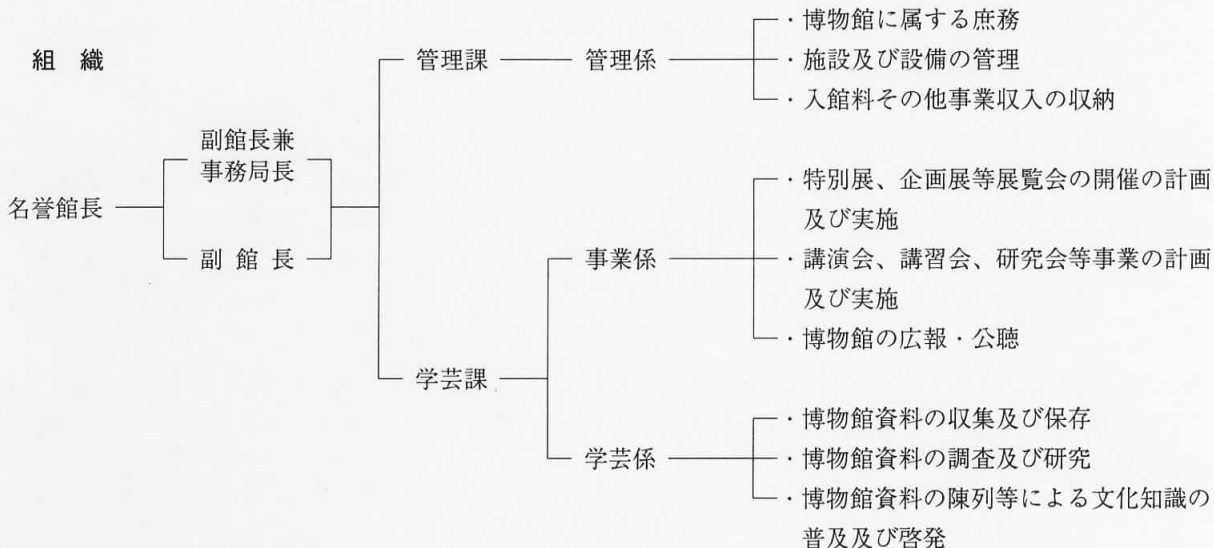 組織
名誉館長
副館長兼
事務局長
副館長
管理課
管理係
・博物館に属する庶務
・施設及び設備の管理
・入館料その他事業収入の収納
学芸課
事業係
・特別展、企画展等展覧会の開催の計画
及び実施
・講演会、講習会、研究会等事業の計画
及び実施
・博物館の広報・公聴
学芸係
・博物館資料の収集及び保存
・博物館資料の調査及び研究
・博物館資料の陳列等による文化知識の
普及及び啓発